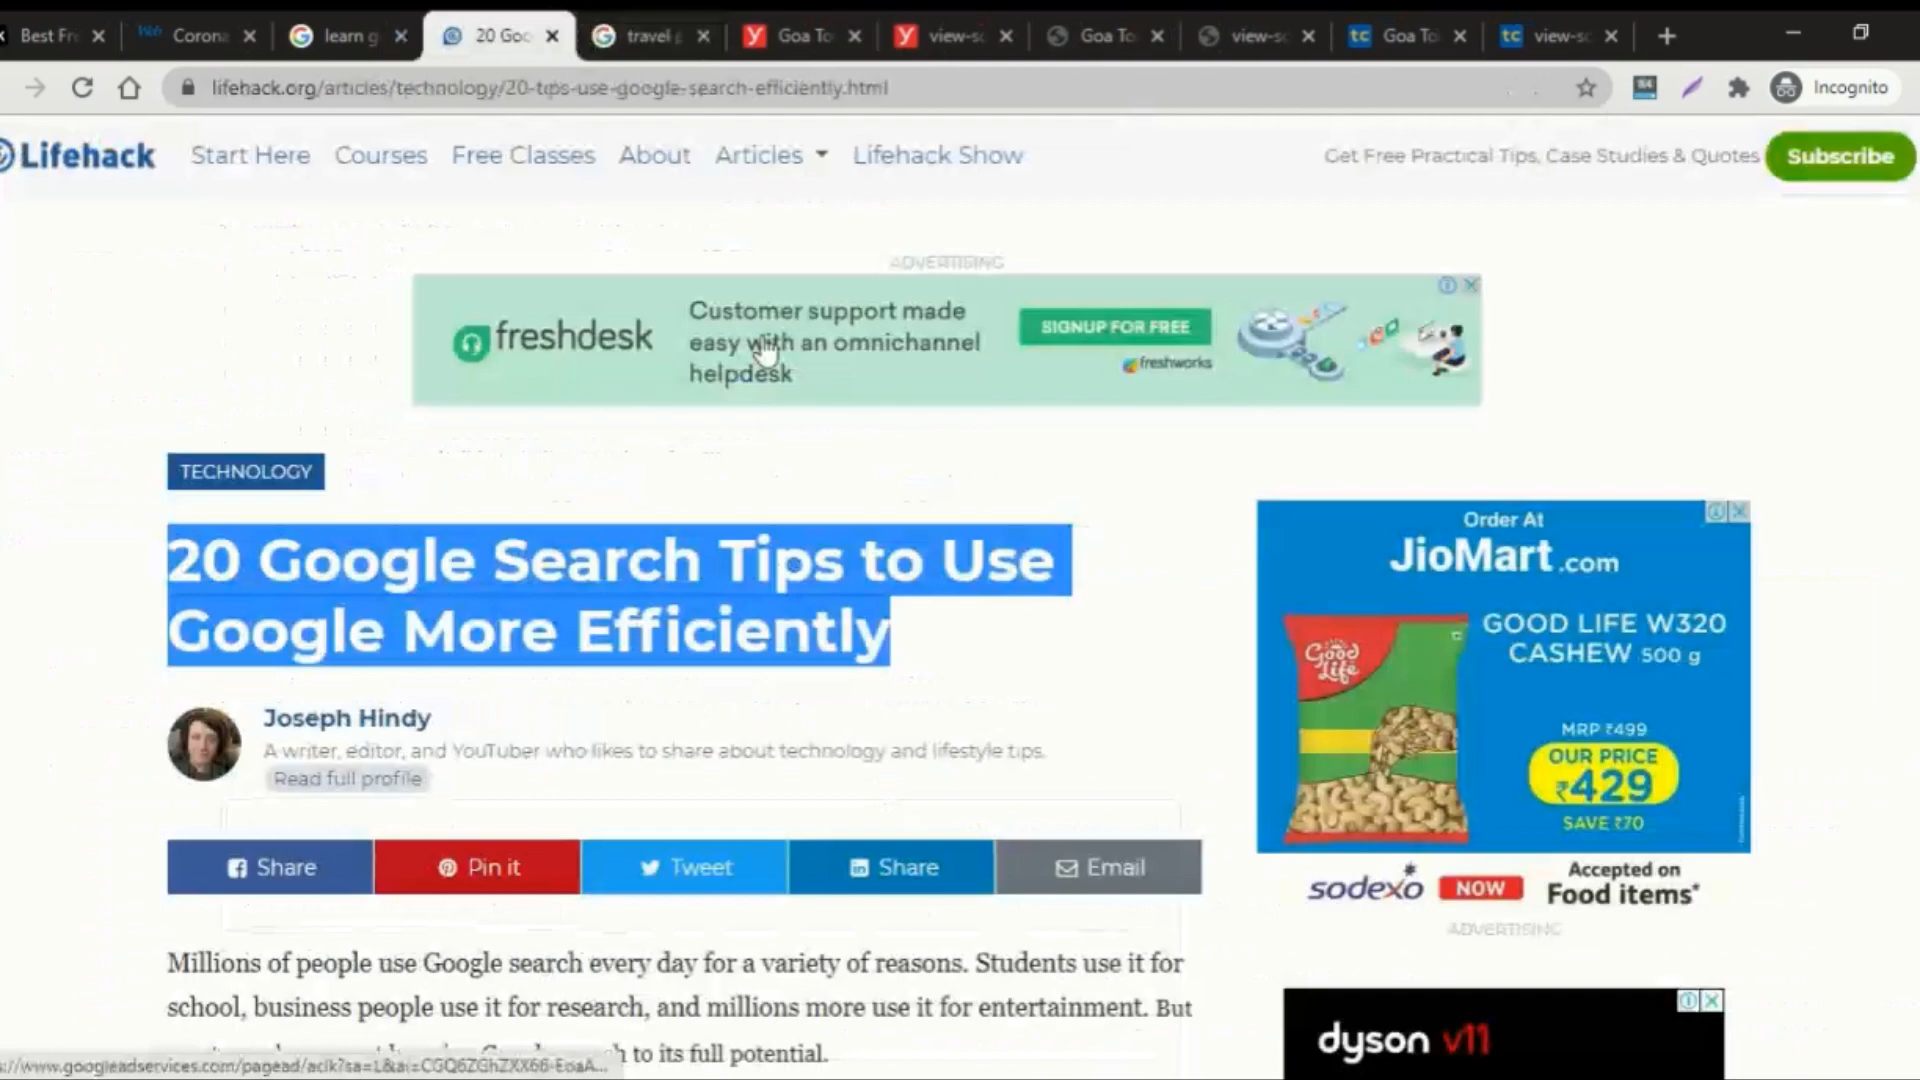 Best Fr
Corona
learn g
20 Goo
travel
Goa To
view-so
Goa To
view-sc
Goa To
view-sc
lifehack.org/articles/technology/20-tips-use-google-search-efficiently.html
Incognito
Lifehack
Start Here
Courses
Free Classes
About
Articles
Lifehack Show
Get Free Practical Tips, Case Studies & Quotes
Subscribe
ADVERTISING
freshdesk
Customer support made
easy with an omnichannel
helpdesk
SIGNUP FOR FREE
freshworks
TECHNOLOGY
20 Google Search Tips to Use
Google More Efficiently
Joseph Hindy
A writer, editor, and YouTuber who likes to share about technology and lifestyle tips.
Read full profile
Share
Pin it
Tweet
Share
Email
Millions of people use Google search every day for a variety of reasons. Students use it for
school, business people use it for research, and millions more use it for entertainment. But
to its full potential.
Order At
JioMart.com
Good Life
GOOD LIFE W320
CASHEW 500 g
MRP ₹499
OUR PRICE
₹429
SAVE ₹70
sodexo NOW Accepted on
Food items*
ADVERTISING
dyson v11